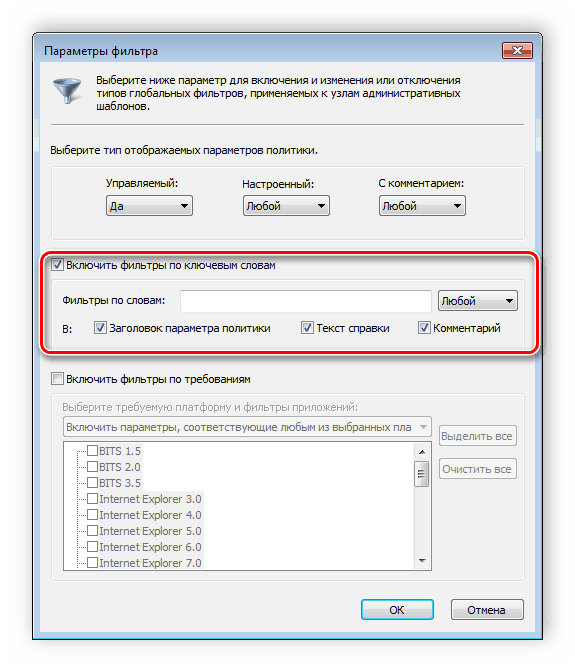 Параметры фильтра
Выберите ниже параметр для включения и изменения или отключения
типов глобальных фильтров, применяемых к узлам административных
шаблонов.
Выберите тип отображаемых параметров политики.
Управляемый: Настроенный: С комментарием:
Да Любой Любой
Включить фильтры по ключевым словам
Фильтры по словам: Любой
В: Заголовок параметра политики Текст справки Комментарий
Включить фильтры по требованиям
Выберите требуемую платформу и фильтры приложений:
Включить параметры, соответствующие любым из выбранных пла
Выделить все
BITS 1.5
BITS 2.0
Очистить все
BITS 3.5
Internet Explorer 3.0
Internet Explorer 4.0
Internet Explorer 5.0
Internet Explorer 6.0
Internet Explorer 7.0
ОК Отмена